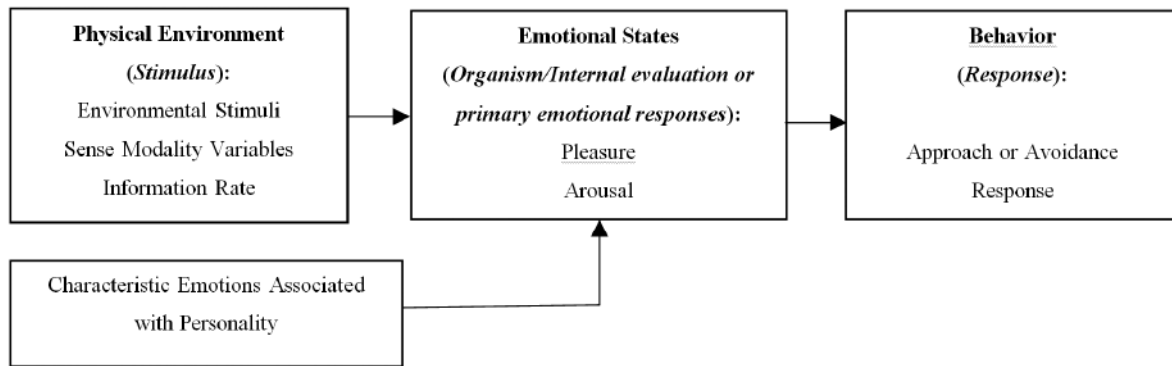 Physical Environment
(Stimulus):
Environmental Stimuli
Sense Modality Variables
Information Rate
Emotional States
(Organism/Internal evaluation or
primary emotional responses):
Pleasure
Arousal
Behavior
(Response):
Approach or Avoidance
Response
Characteristic Emotions Associated
with Personality